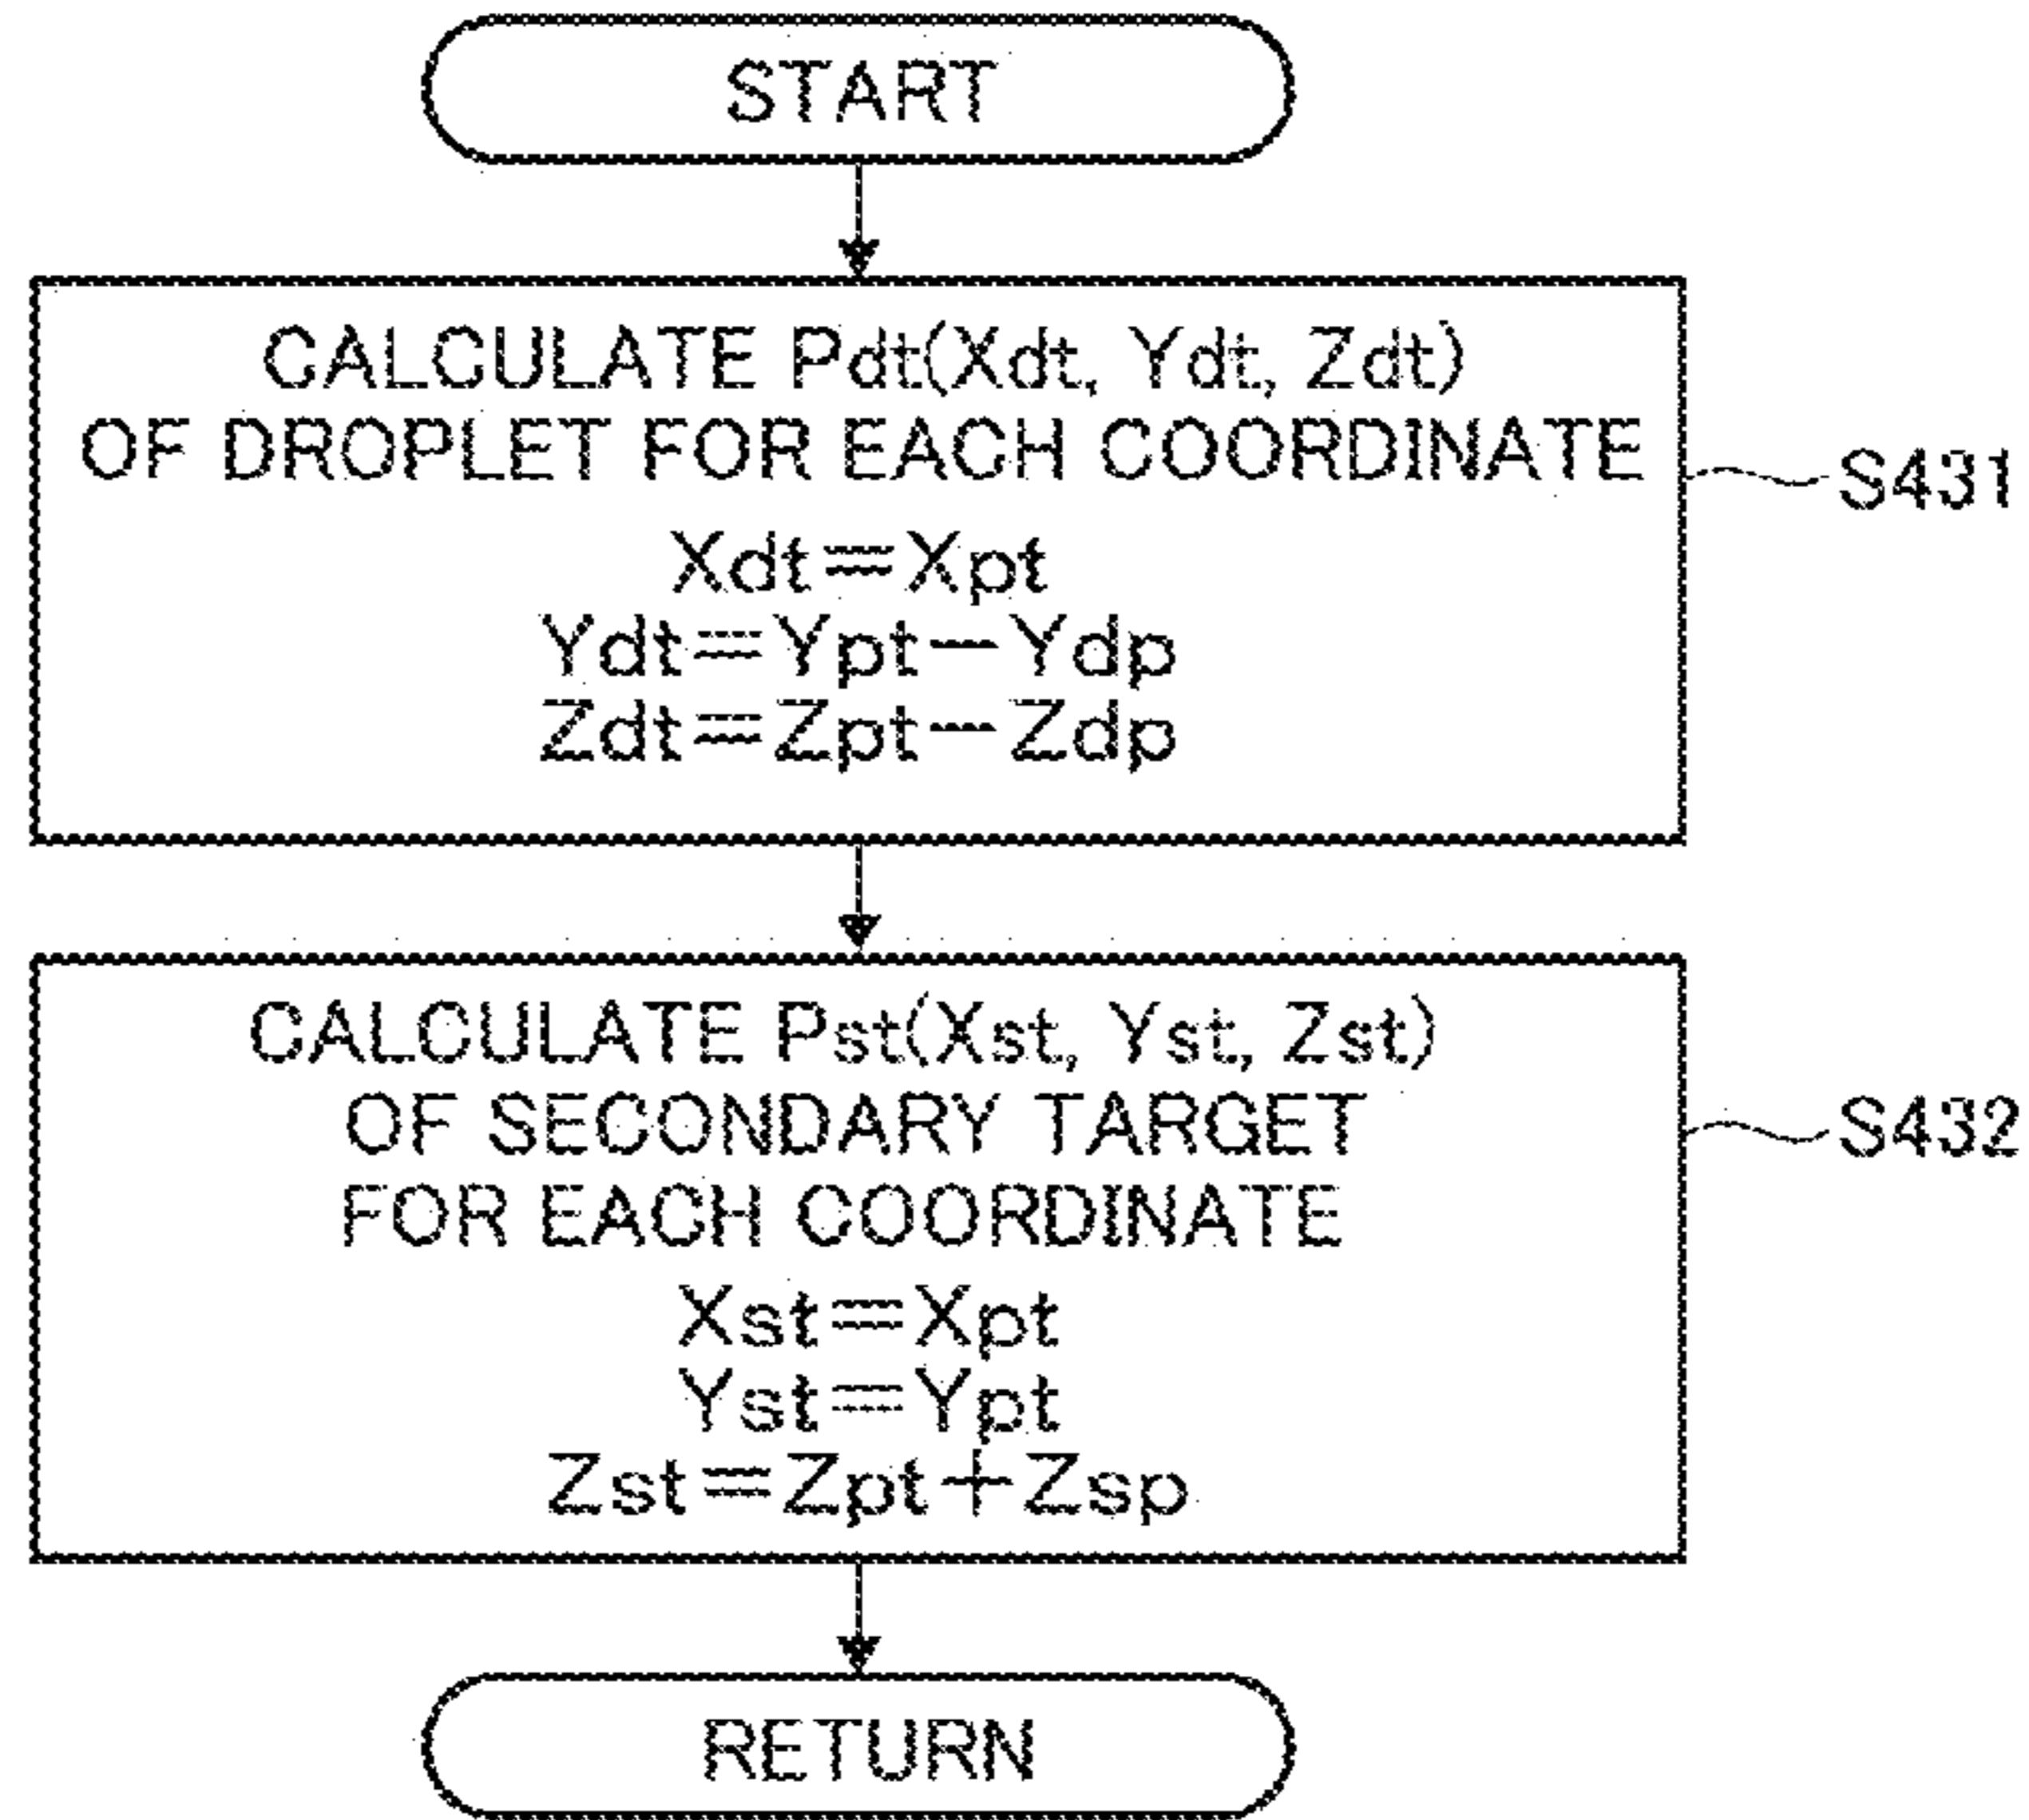 START
CALCULATE Pdt(Xdt, Ydt, Zdt)
OF DROPLET FOR EACH COORDINATE
Xdt=Xpt
Ydt=Ypt-Ydp
Zdt=Zpt-Zdp
S431
CALCULATE Pst(Xst, Yst, Zst)
OF SECONDARY TARGET
FOR EACH COORDINATE
Xst=Xpt
Yst=Ypt
Zst=Zpt+Zsp
S432
RETURN